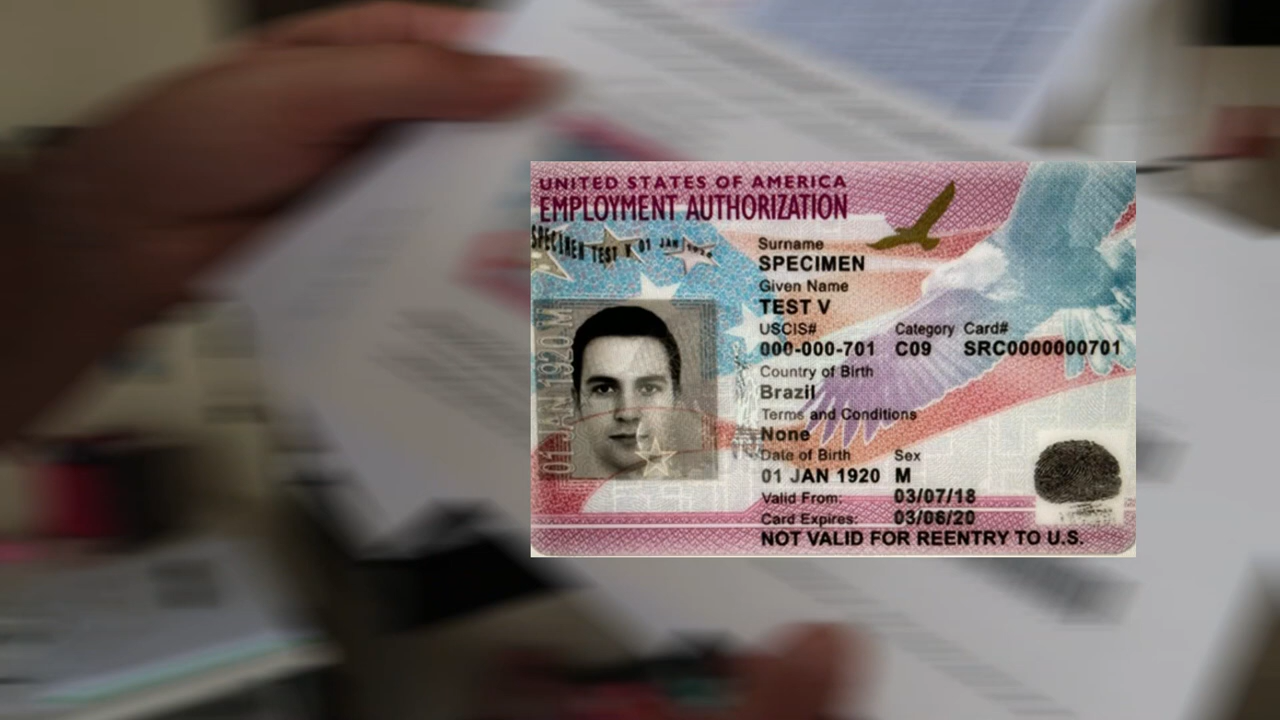 UNITED STATES OF AMERICA
EMPLOYMENT AUTHORIZATION
SPECIMEN TEST V 01 JAN
Surname
SPECIMEN
Given Name
TEST V
USCIS# Category Card#
000-000-701 C09 SRC0000000701
Country of Birth
Brazil
Terms and Conditions
None
Date of Birth Sex
01 JAN 1920 M
Valid From: 03/07/18
Card Expires: 03/06/20
NOT VALID FOR REENTRY TO U.S.
01 JAN 1920 M